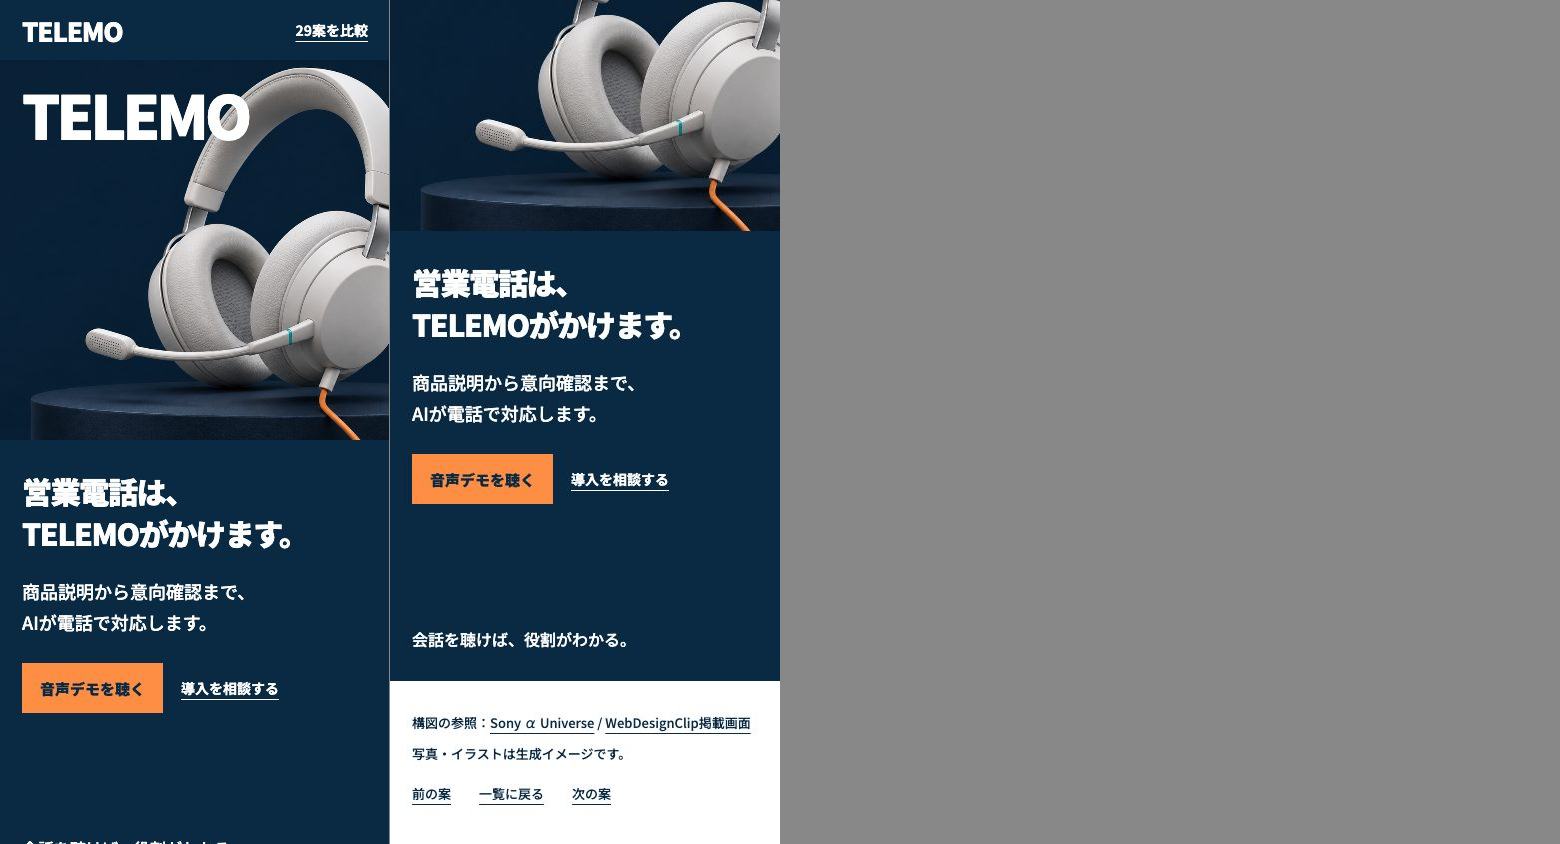 TELEMO
29案を比較
TELEMO
営業電話は、
TELEMOがかけます。
商品説明から意向確認まで、
AIが電話で対応します。
音声デモを聴く
導入を相談する
営業電話は、
TELEMOがかけます。
商品説明から意向確認まで、
AIが電話で対応します。
音声デモを聴く
導入を相談する
会話を聴けば、役割がわかる。
構図の参照：Sony α Universe / WebDesignClip掲載画面
写真・イラストは生成イメージです。
前の案
一覧に戻る
次の案